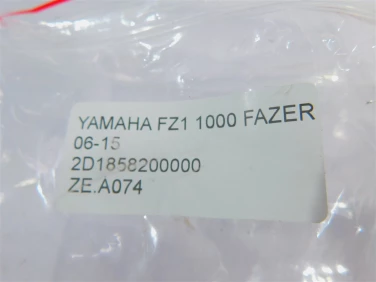 YAMAHA FZ1 1000 FAZER
06-15
2D1858200000
ZE.A074